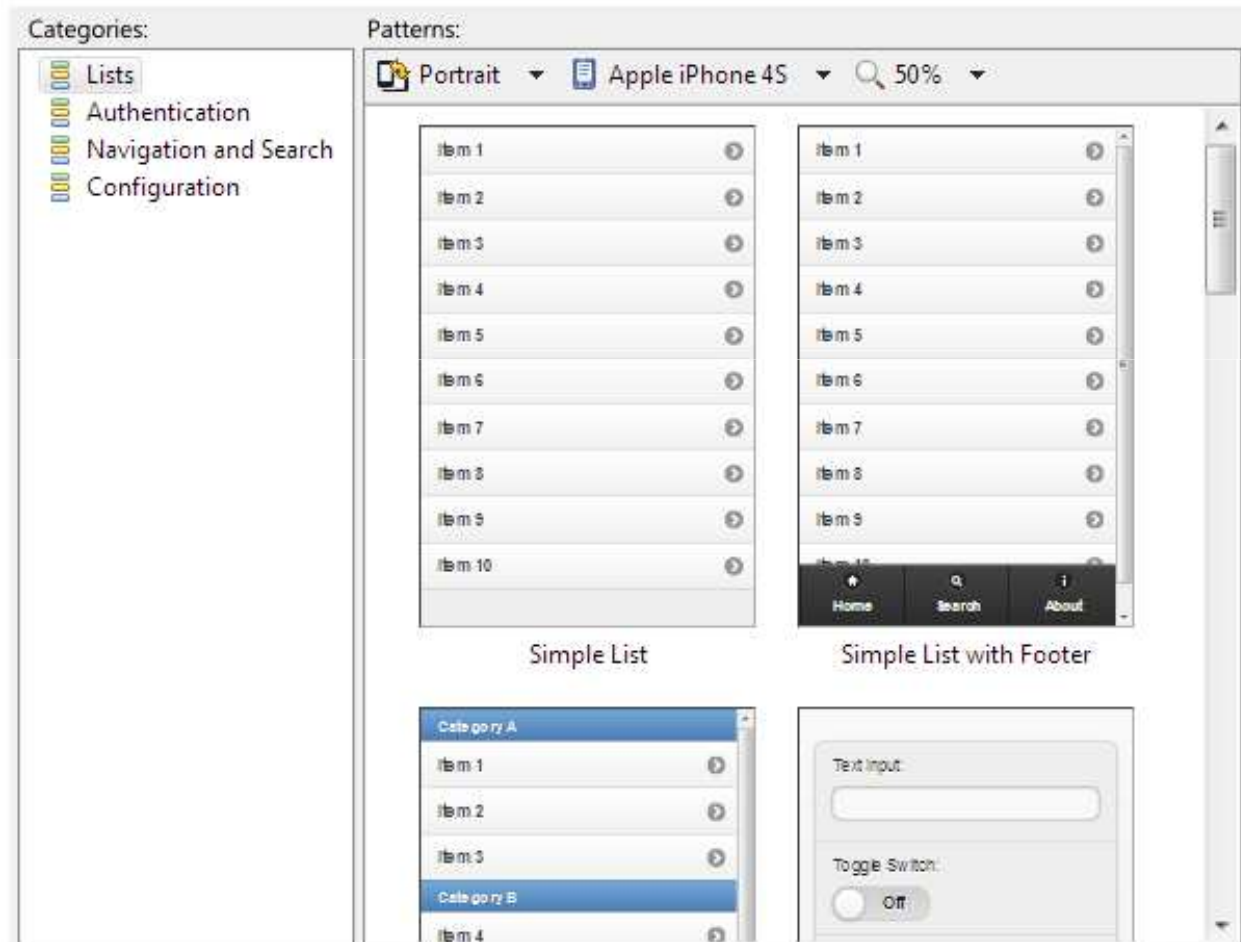 Categories:
Lists
Authentication
Navigation and Search
Configuration
Patterns:
Portrait
Apple iPhone 4S
50%
Item 1
Item 2
Item 3
Item 4
Item 5
Item 6
Item 7
Item 8
Item 9
Item 10
Simple List
Item 1
Item 2
Item 3
Item 4
Item 5
Item 6
Item 7
Item 8
Item 9
Item 10
Home
Search
About
Simple List with Footer
Category A
Item 1
Item 2
Item 3
Category B
Item 4
Text Input:
Toggle Switch:
Off